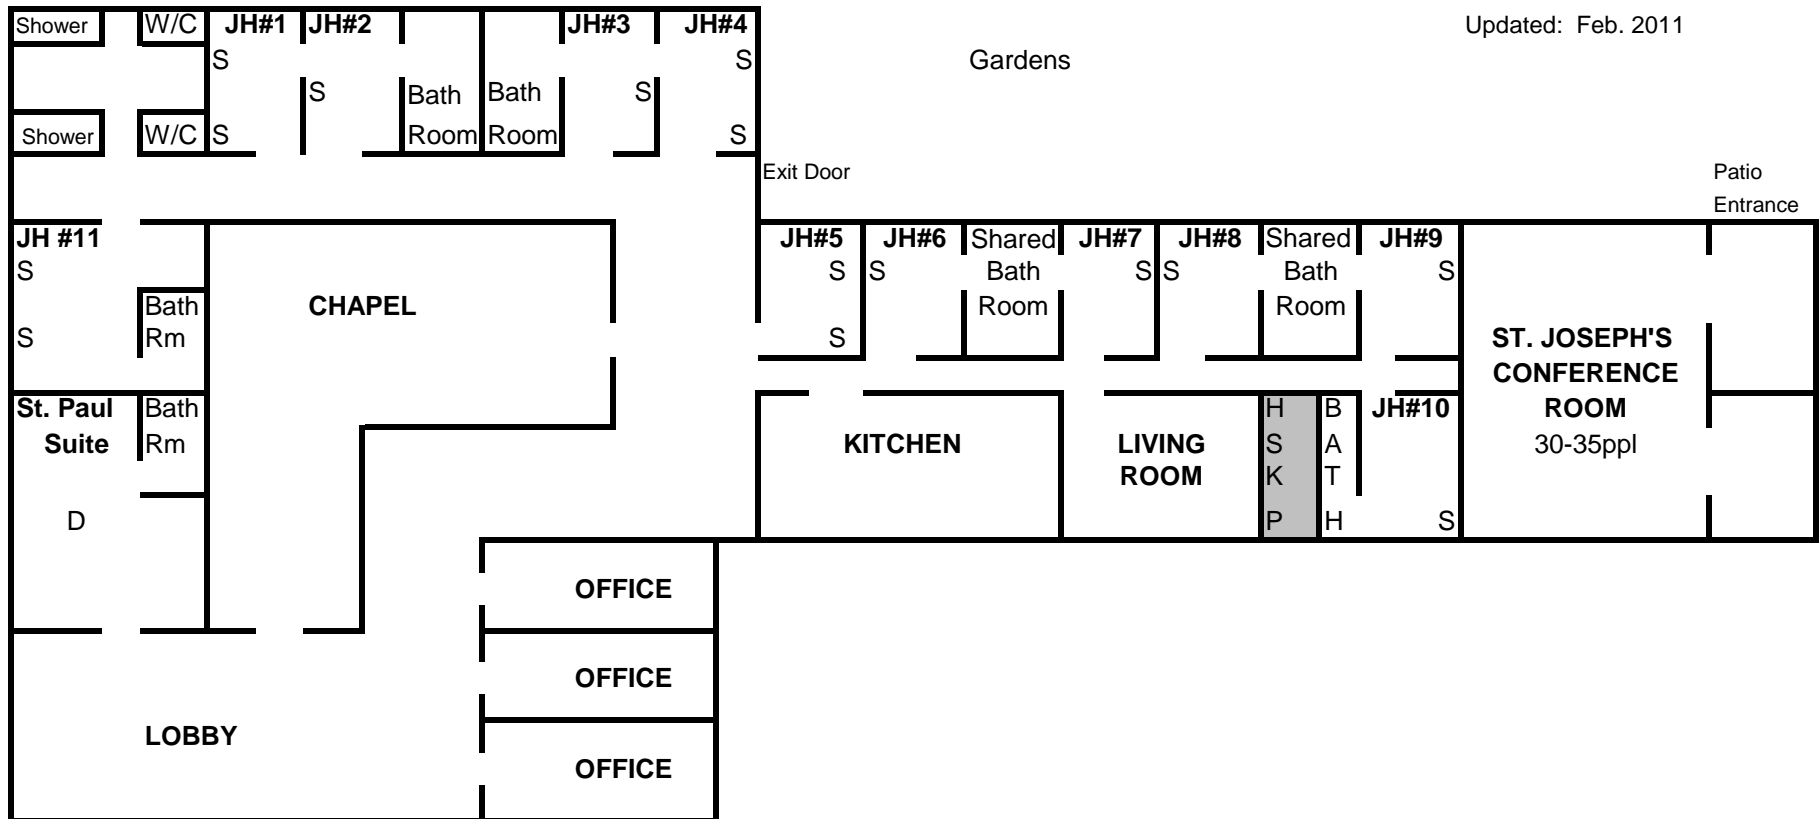 Shower W/C JH#1 JH#2 JH#3 JH#4 Updated: Feb. 2011
S S Gardens
S Bath Bath S
Shower W/C S Room Room S
Exit Door Patio
Entrance
JH #11 JH#5 JH#6 Shared JH#7 JH#8 Shared JH#9
S S S Bath S S Bath S
Bath CHAPEL Room Room
S Rm S ST. JOSEPH'S
CONFERENCE
St. Paul Bath H B JH#10 ROOM
Suite Rm KITCHEN LIVING S A 30-35ppl
ROOM K T
D P H S
OFFICE
OFFICE
LOBBY
OFFICE